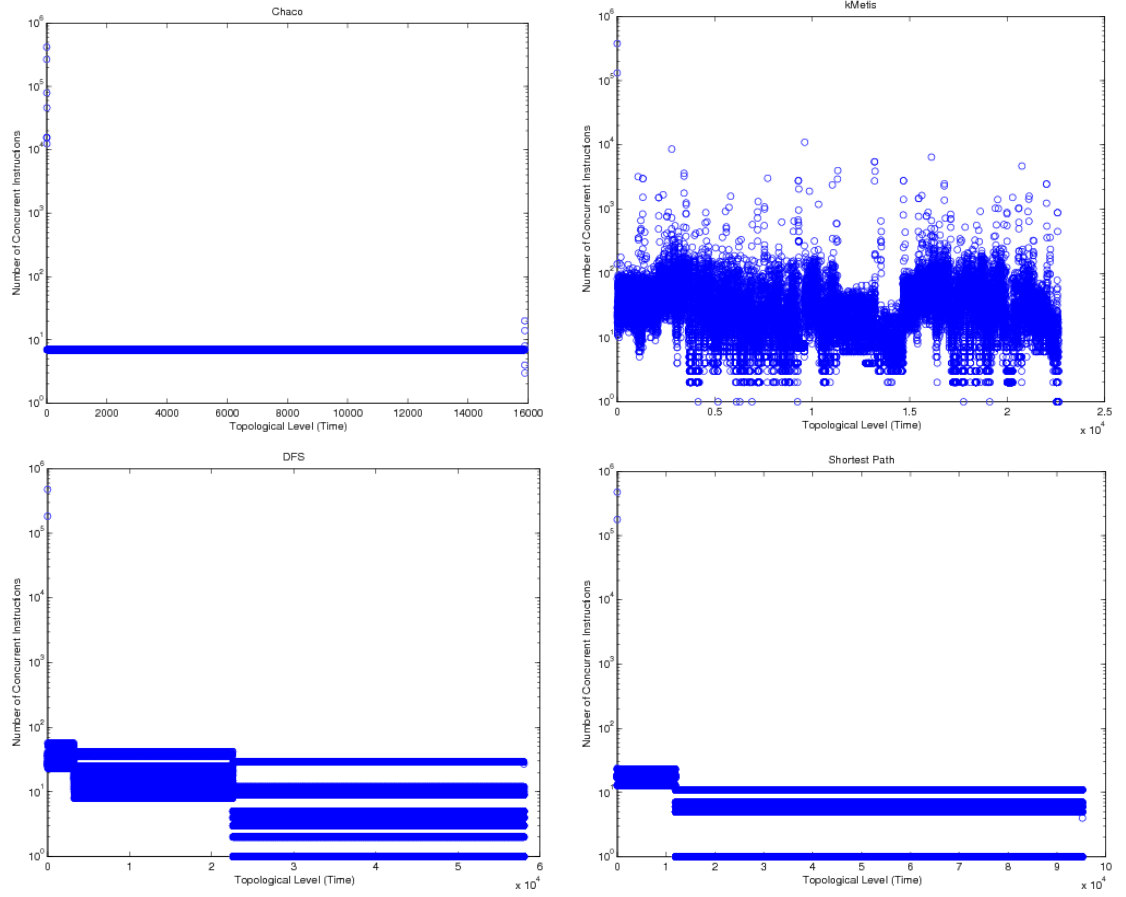 Chaco
10^6
10^5
10^4
10^3
10^2
10^1
10^0
Number of Concurrent Instructions
0 2000 4000 6000 8000 10000 12000 14000 16000
Topological Level (Time)
kMetis
10^6
10^5
10^4
10^3
10^2
10^1
10^0
Number of Concurrent Instructions
0 0.5 1 1.5 2 2.5
Topological Level (Time)
x 10^4
DFS
10^6
10^5
10^4
10^3
10^2
10^1
10^0
Number of Concurrent Instructions
0 1 2 3 4 5 6
Topological Level (Time)
x 10^4
Shortest Path
10^6
10^5
10^4
10^3
10^2
10^1
10^0
Number of Concurrent Instructions
0 1 2 3 4 5 6 7 8 9 10
Topological Level (Time)
x 10^4